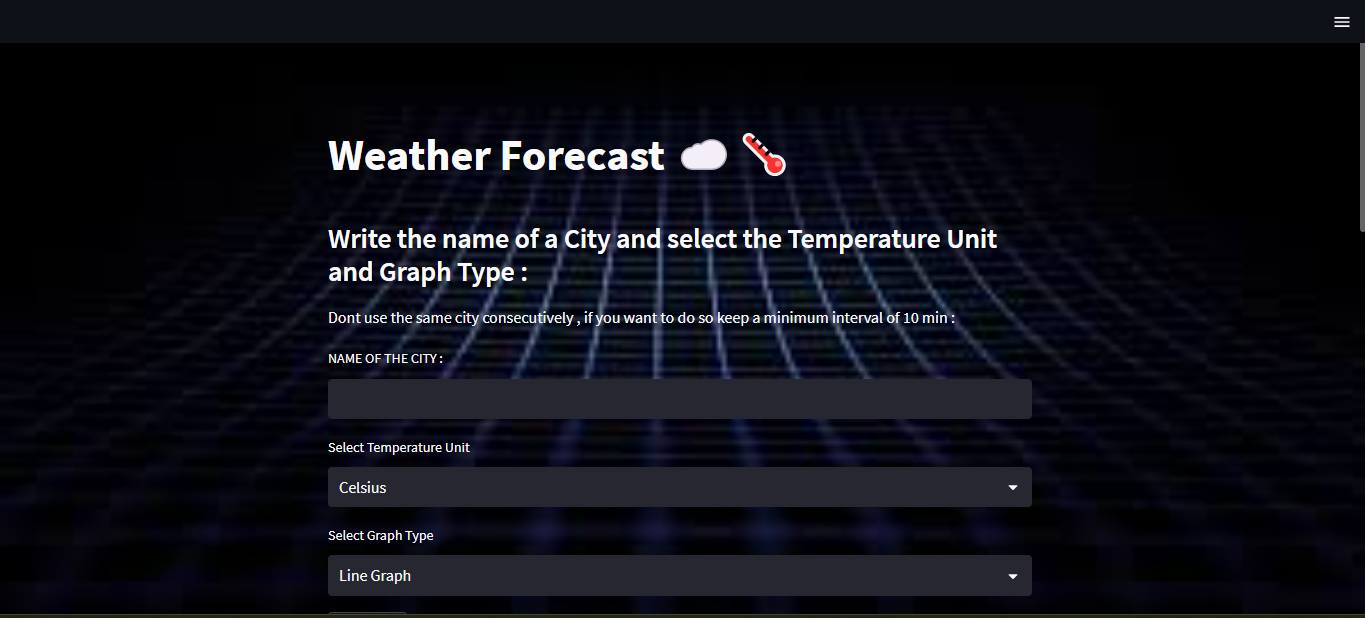 Weather Forecast ☁️ 🌡️
Write the name of a City and select the Temperature Unit
and Graph Type :
Dont use the same city consecutively , if you want to do so keep a minimum interval of 10 min :
NAME OF THE CITY :
Select Temperature Unit
Celsius
Select Graph Type
Line Graph